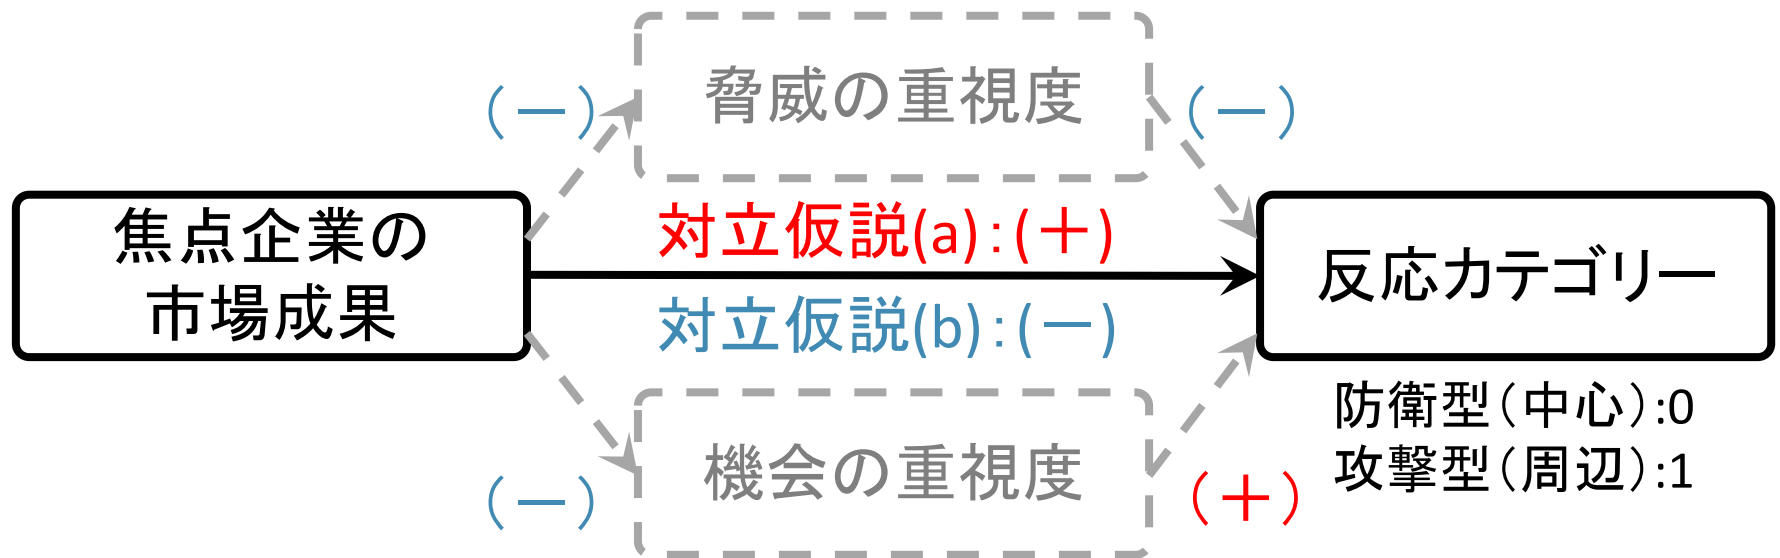 脅威の重視度
（－）
（－）
焦点企業の
市場成果
対立仮説(a)：(＋)
対立仮説(b)：(－)
反応カテゴリー
防衛型（中心）:0
攻撃型（周辺）:1
機会の重視度
（－）
（＋）